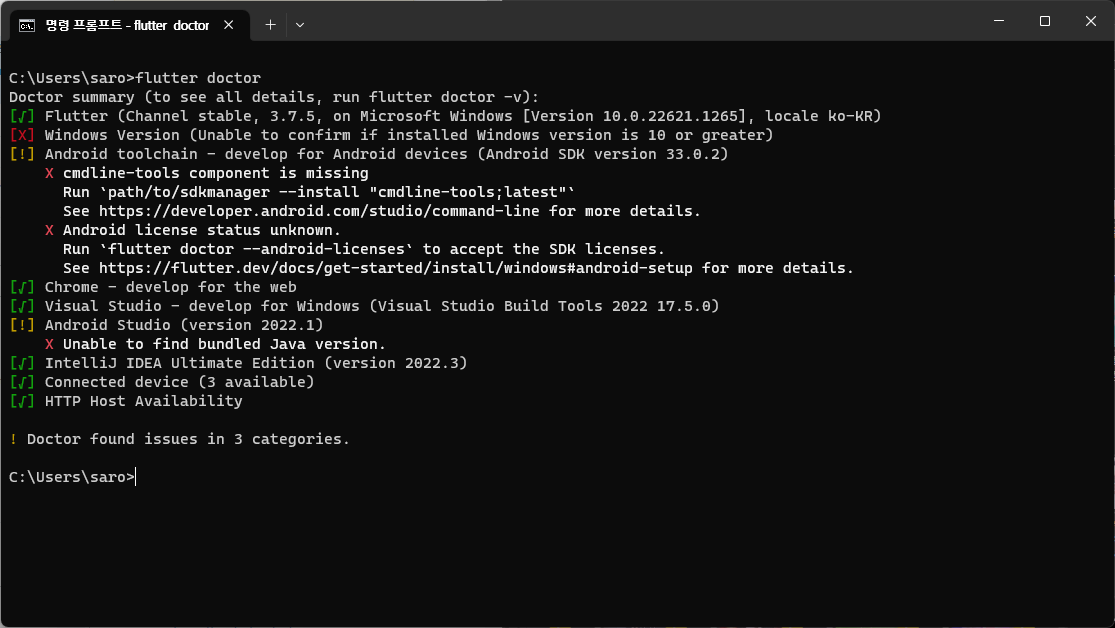 명령 프롬프트 - flutter doctor
C:\Users\saro>flutter doctor
Doctor summary (to see all details, run flutter doctor -v):
[√] Flutter (Channel stable, 3.7.5, on Microsoft Windows [Version 10.0.22621.1265], locale ko-KR)
[X] Windows Version (Unable to confirm if installed Windows version is 10 or greater)
[!] Android toolchain - develop for Android devices (Android SDK version 33.0.2)
    X cmdline-tools component is missing
      Run `path/to/sdkmanager --install "cmdline-tools;latest"`
      See https://developer.android.com/studio/command-line for more details.
    X Android license status unknown.
      Run `flutter doctor --android-licenses` to accept the SDK licenses.
      See https://flutter.dev/docs/get-started/install/windows#android-setup for more details.
[√] Chrome - develop for the web
[√] Visual Studio - develop for Windows (Visual Studio Build Tools 2022 17.5.0)
[!] Android Studio (version 2022.1)
    X Unable to find bundled Java version.
[√] IntelliJ IDEA Ultimate Edition (version 2022.3)
[√] Connected device (3 available)
[√] HTTP Host Availability
! Doctor found issues in 3 categories.
C:\Users\saro>